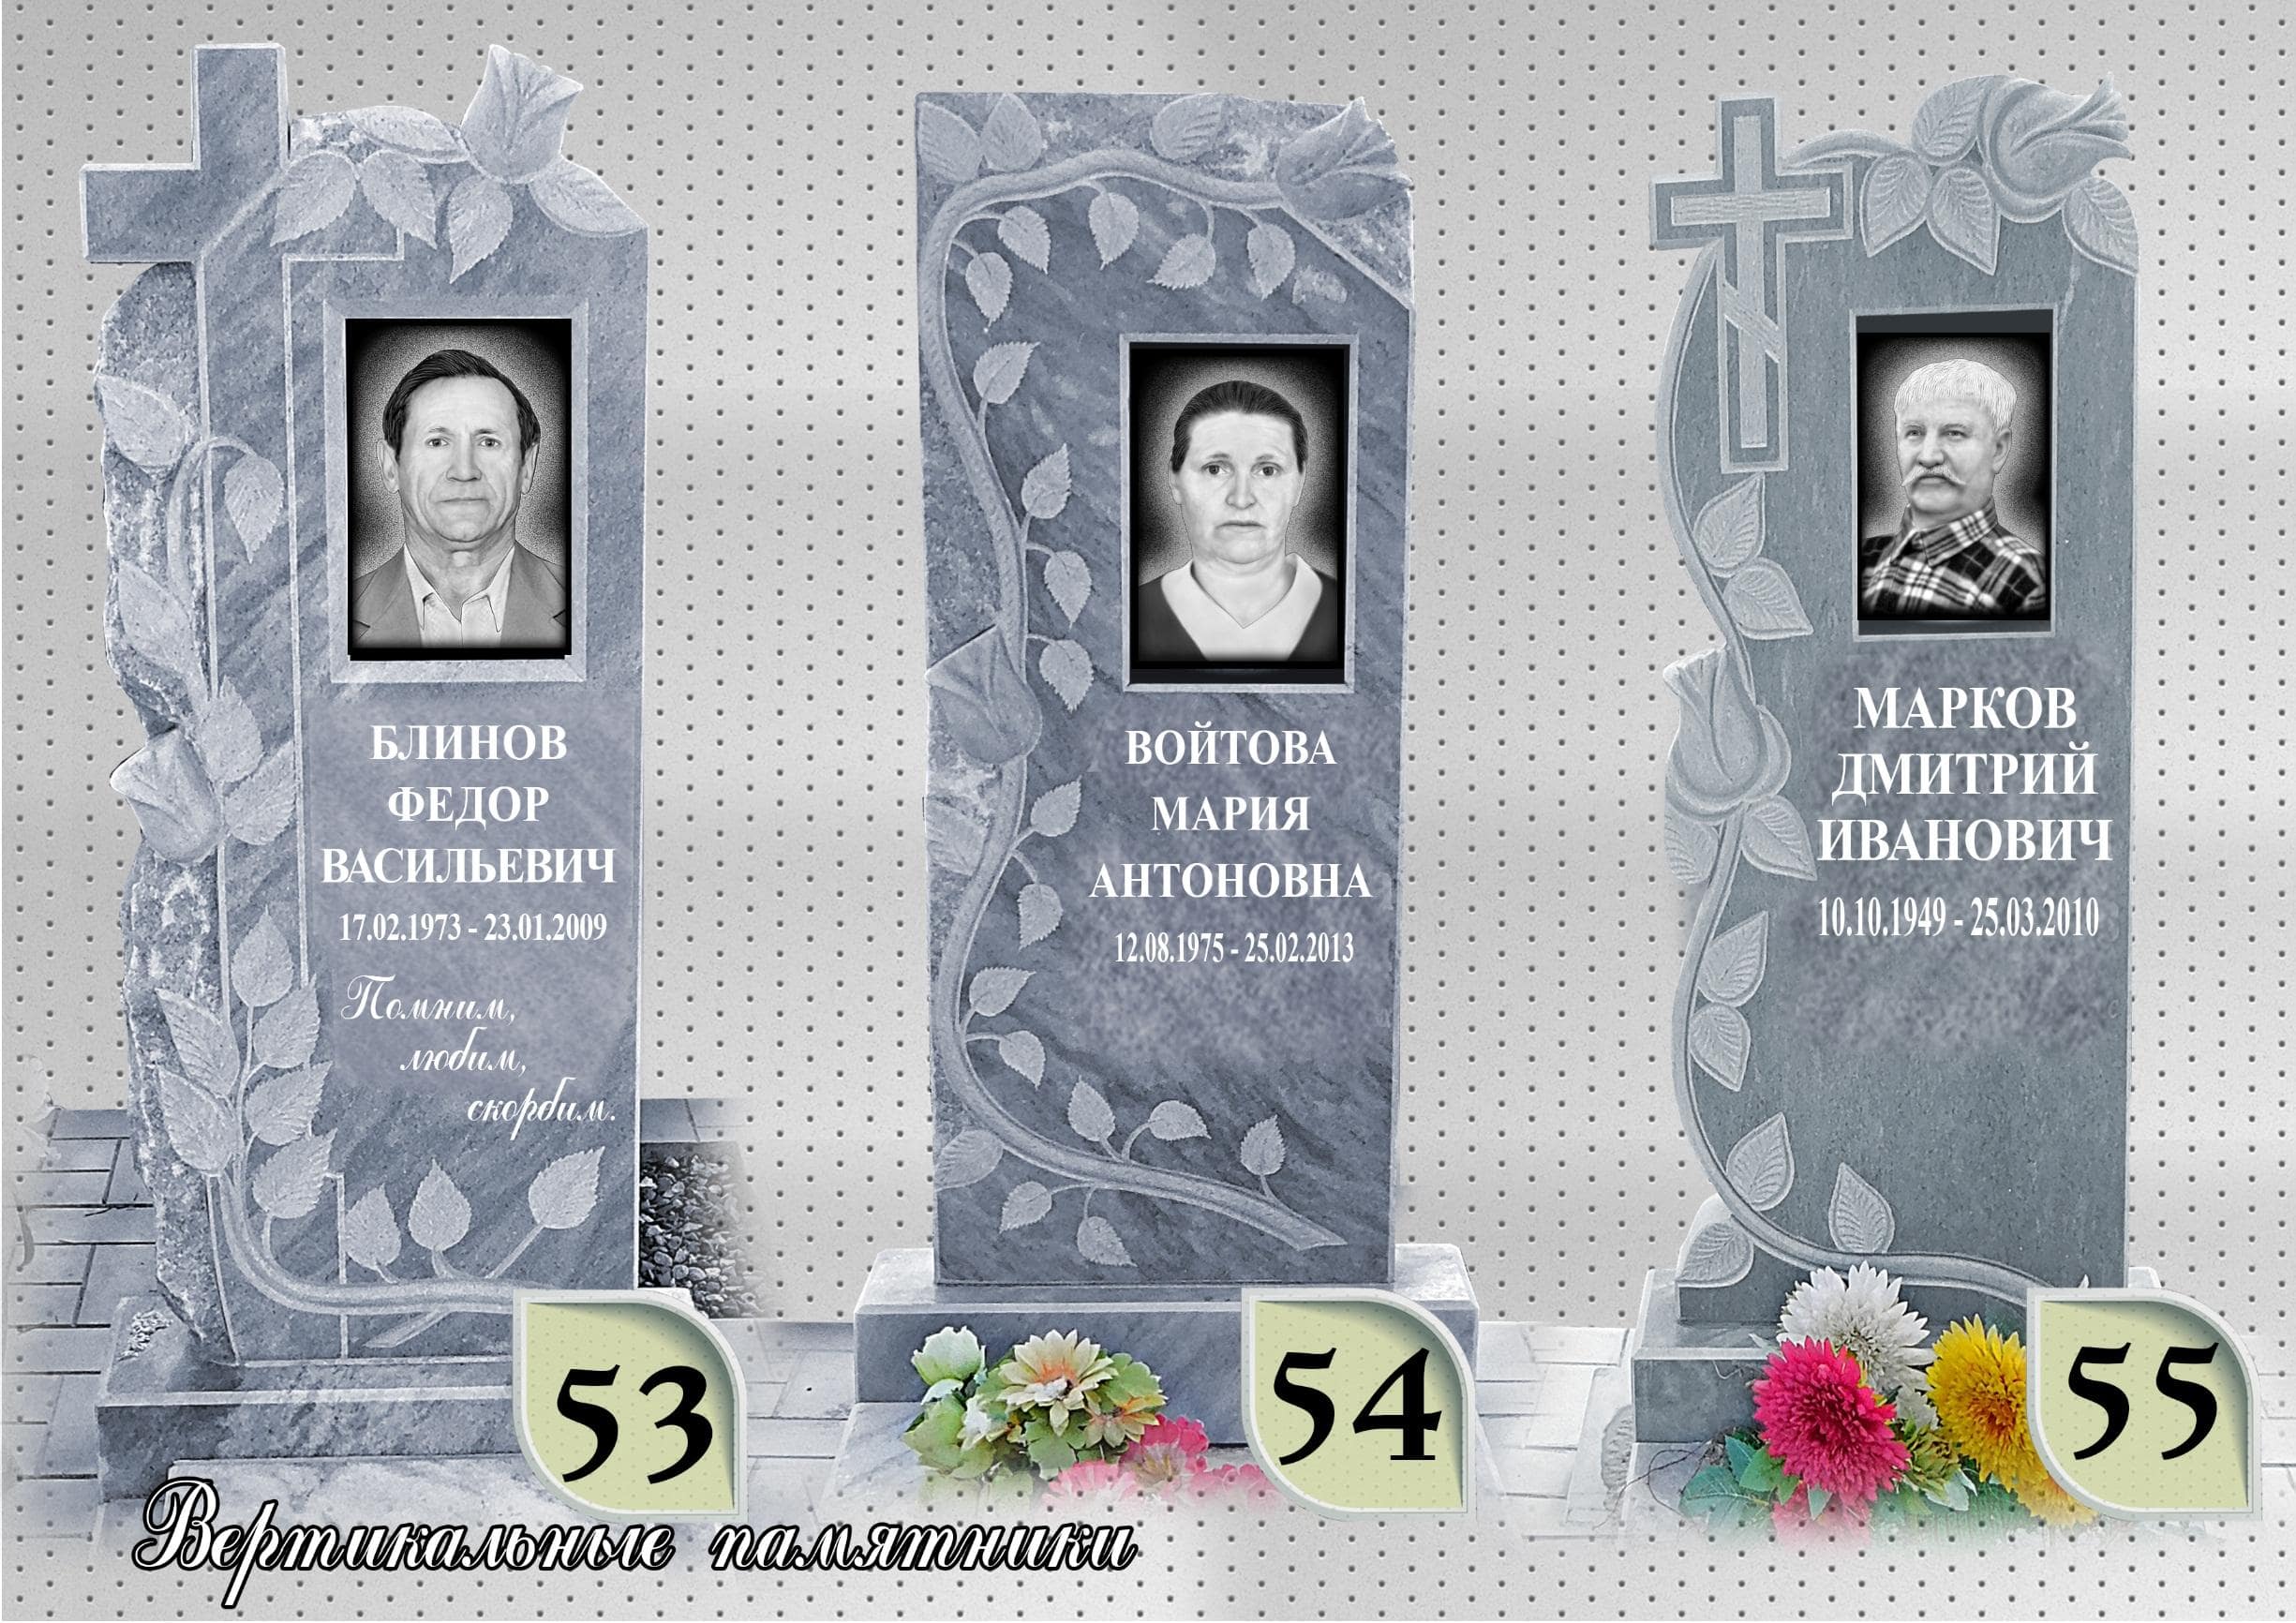 БЛИНОВ
ФЕДОР
ВАСИЛЬЕВИЧ
17.02.1973 - 23.01.2009
Помним,
любим,
скорбим.
53
ВОЙТОВА
МАРИЯ
АНТОНОВНА
12.08.1975 - 25.02.2013
54
МАРКОВ
ДМИТРИЙ
ИВАНОВИЧ
10.10.1949 - 25.03.2010
55
Вертикальные памятники